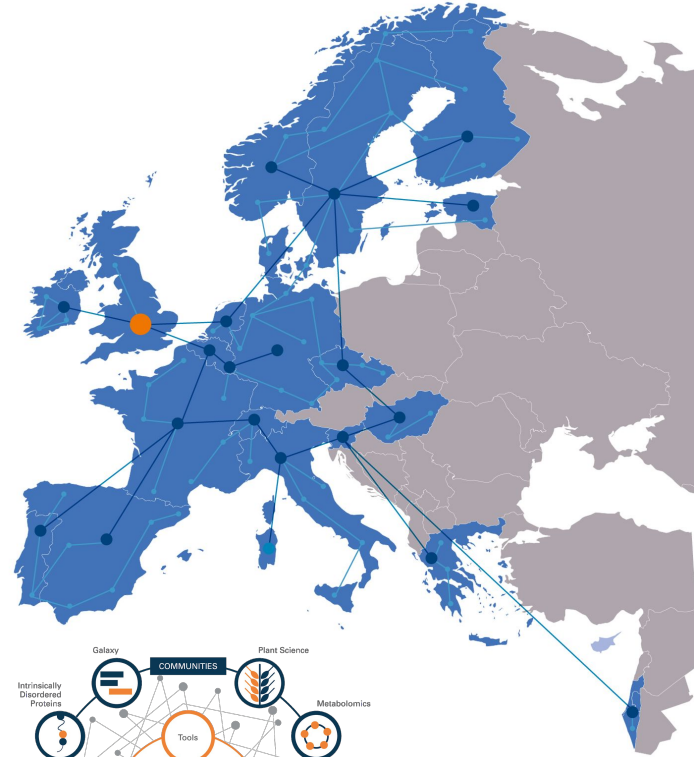 Galaxy
COMMUNITIES
Plant Science
Intrinsically
Disordered
Proteins
Metabolomics
Tools